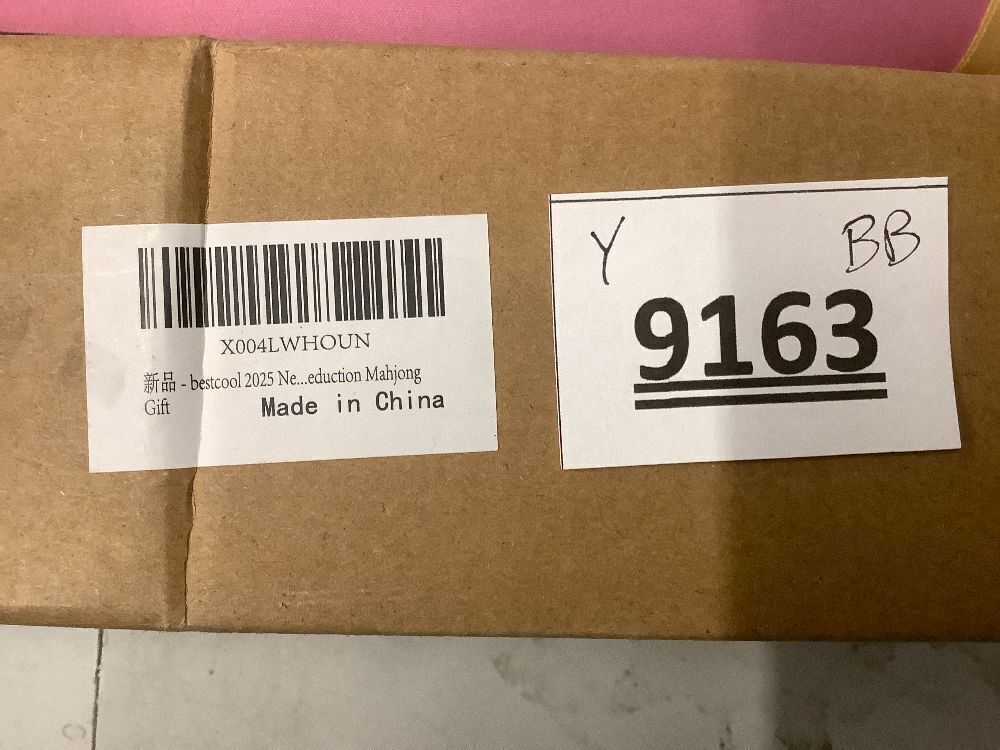 X004LWHOUN
新品 - bestcool 2025 Ne...eduction Mahjong
Gift
Made in China
Y
BB
9163